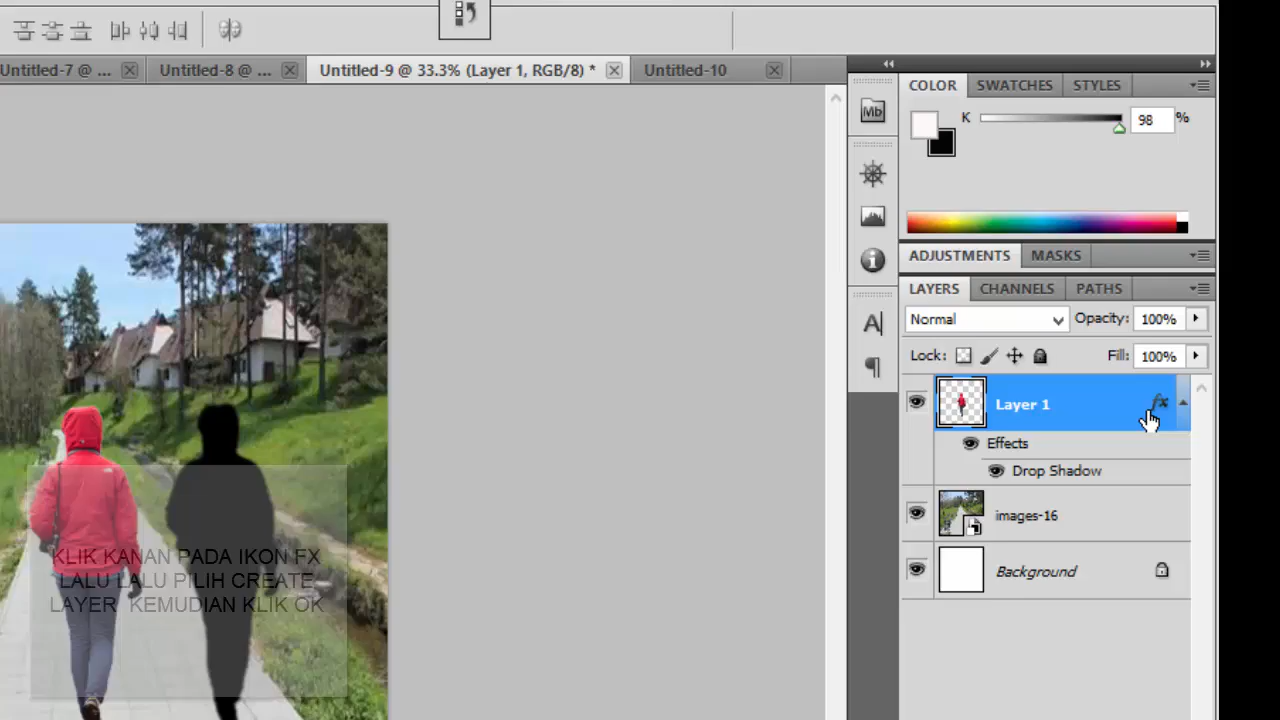 Untitled-7 @ ...
Untitled-8 @ ...
Untitled-9 @ 33.3% (Layer 1, RGB/8) *
Untitled-10
COLOR SWATCHES STYLES
Mb
K 98 %
A
ADJUSTMENTS MASKS
LAYERS CHANNELS PATHS
Normal Opacity: 100%
Lock: Fill: 100%
Layer 1 fx
Effects
Drop Shadow
images-16
Background
KLIK KANAN PADA IKON FX
LALU LALU PILIH CREATE
LAYER KEMUDIAN KLIK OK